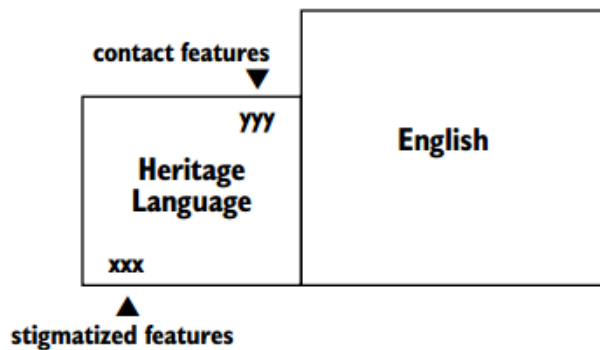 contact features
yyy
English
Heritage
Language
xxx
stigmatized features